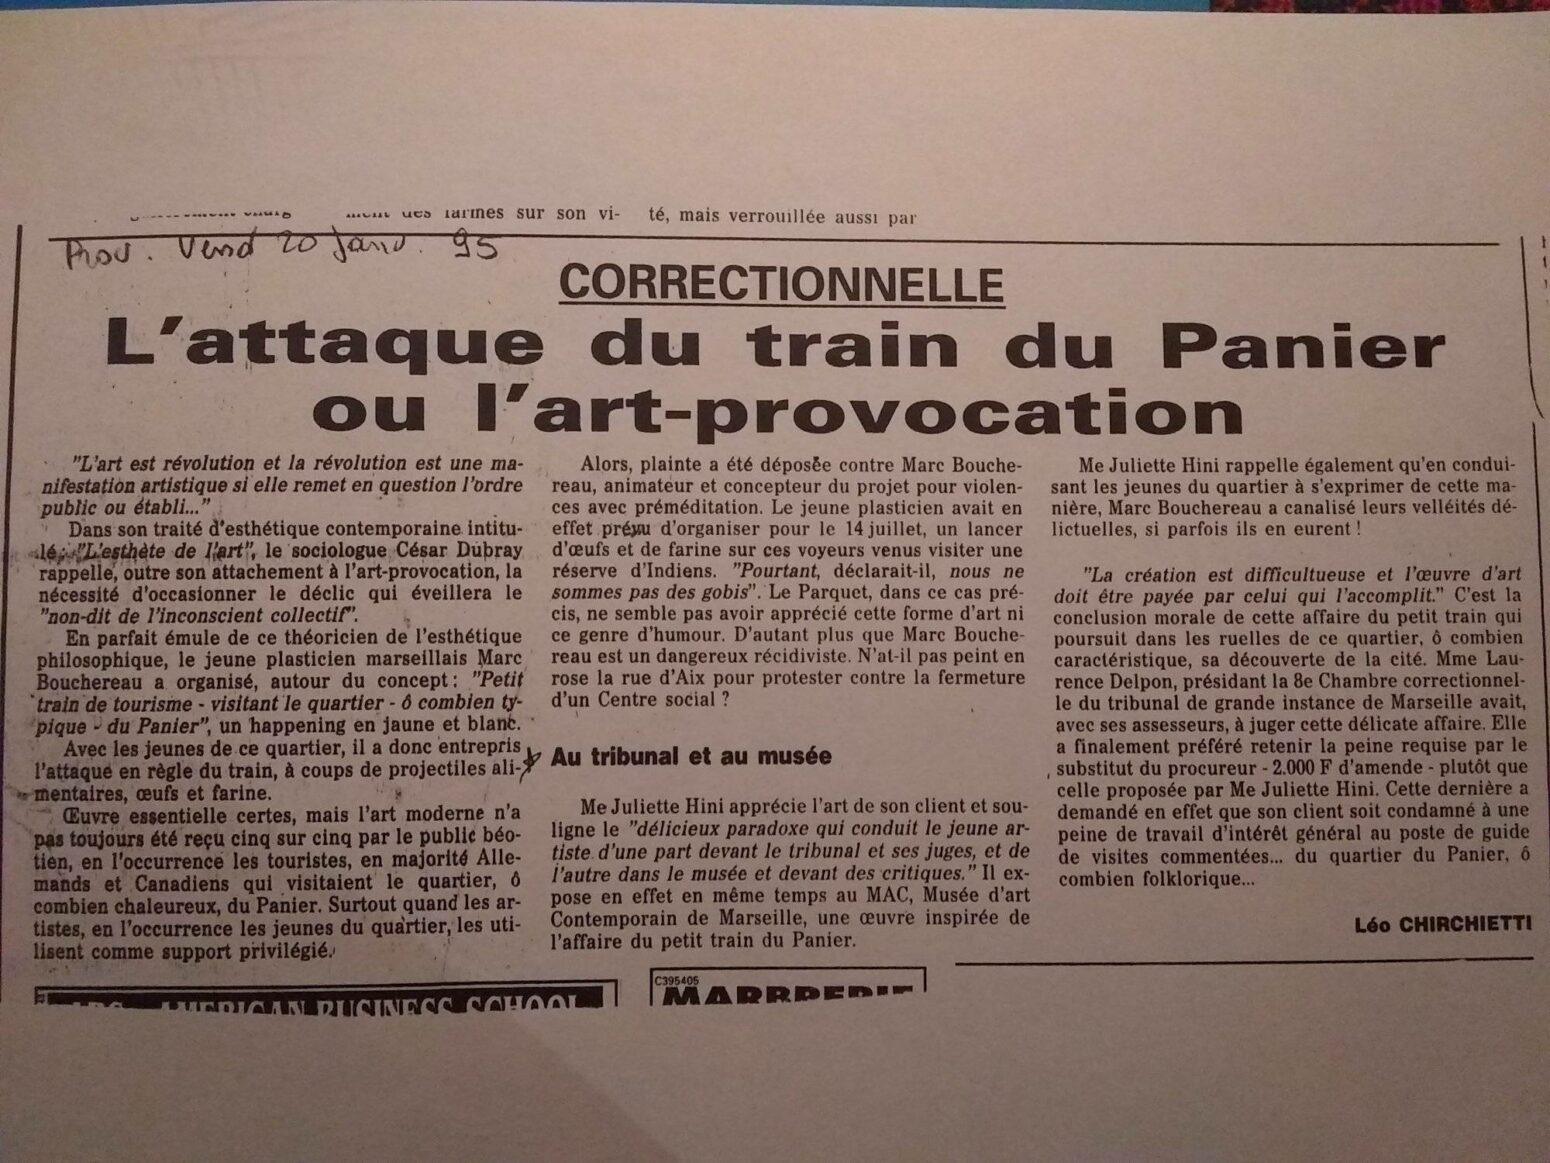 ment des farines sur son vi-
té, mais verrouillée aussi par
Prov. Vend 20 Janv. 95
CORRECTIONNELLE
L'attaque du train du Panier
ou l'art-provocation
"L'art est révolution et la révolution est une ma-
nifestation artistique si elle remet en question l'ordre
public ou établi..."
Dans son traité d'esthétique contemporaine intitu-
lé: "L'esthète de l'art", le sociologue César Dubray
rappelle, outre son attachement à l'art-provocation, la
nécessité d'occasionner le déclic qui éveillera le
"non-dit de l'inconscient collectif".
En parfait émule de ce théoricien de l'esthétique
philosophique, le jeune plasticien marseillais Marc
Bouchereau a organisé, autour du concept : "Petit
train de tourisme - visitant le quartier - ô combien ty-
pique - du Panier", un happening en jaune et blanc.
Avec les jeunes de ce quartier, il a donc entrepris
l'attaque en règle du train, à coups de projectiles ali-
mentaires, œufs et farine.
Œuvre essentielle certes, mais l'art moderne n'a
pas toujours été reçu cinq sur cinq par le public béo-
tien, en l'occurrence les touristes, en majorité Alle-
mands et Canadiens qui visitaient le quartier, ô
combien chaleureux, du Panier. Surtout quand les ar-
tistes, en l'occurrence les jeunes du quartier, les uti-
lisent comme support privilégié.
Alors, plainte a été déposée contre Marc Bouche-
reau, animateur et concepteur du projet pour violen-
ces avec préméditation. Le jeune plasticien avait en
effet prévu d'organiser pour le 14 juillet, un lancer
d'œufs et de farine sur ces voyeurs venus visiter une
réserve d'Indiens. "Pourtant, déclarait-il, nous ne
sommes pas des gobis". Le Parquet, dans ce cas pré-
cis, ne semble pas avoir apprécié cette forme d'art ni
ce genre d'humour. D'autant plus que Marc Bouche-
reau est un dangereux récidiviste. N'at-il pas peint en
rose la rue d'Aix pour protester contre la fermeture
d'un Centre social ?
Au tribunal et au musée
Me Juliette Hini apprécie l'art de son client et sou-
ligne le "délicieux paradoxe qui conduit le jeune ar-
tiste d'une part devant le tribunal et ses juges, et de
l'autre dans le musée et devant des critiques." Il ex-
pose en effet en même temps au MAC, Musée d'art
Contemporain de Marseille, une œuvre inspirée de
l'affaire du petit train du Panier.
Me Juliette Hini rappelle également qu'en condui-
sant les jeunes du quartier à s'exprimer de cette ma-
nière, Marc Bouchereau a canalisé leurs velléités dé-
lictuelles, si parfois ils en eurent !
"La création est difficultueuse et l'œuvre d'art
doit être payée par celui qui l'accomplit." C'est la
conclusion morale de cette affaire du petit train qui
poursuit dans les ruelles de ce quartier, ô combien
caractéristique, sa découverte de la cité. Mme Lau-
rence Delpon, présidant la 8e Chambre correctionnel-
le du tribunal de grande instance de Marseille avait,
avec ses assesseurs, à juger cette délicate affaire. Elle
a finalement préféré retenir la peine requise par le
substitut du procureur - 2.000 F d'amende - plutôt que
celle proposée par Me Juliette Hini. Cette dernière a
demandé en effet que son client soit condamné à une
peine de travail d'intérêt général au poste de guide
de visites commentées... du quartier du Panier, ô
combien folklorique...
Léo CHIRCHIETTI
AMERICAN BUSINESS SCHOOL
C395405